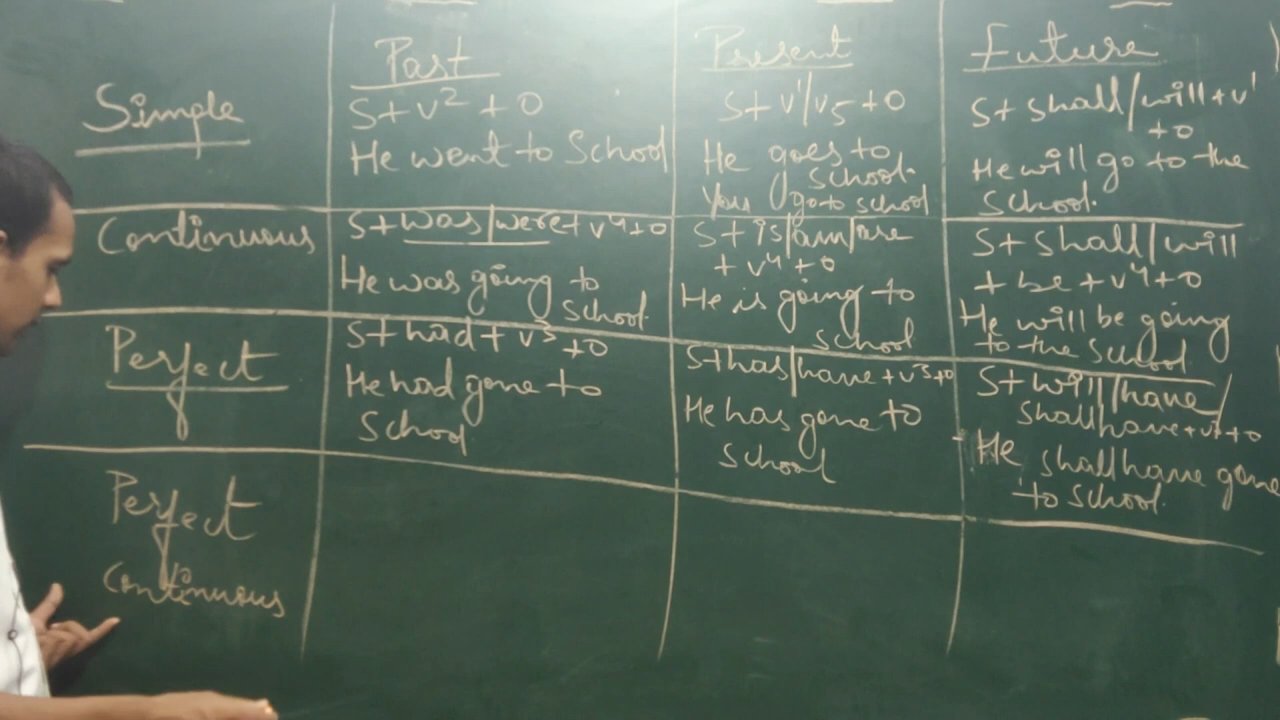 Past
Present
Future
Simple
S+V² +O
He went to School
S+ V¹/V5+O
He goes to
School.
You go to school
S+ shall/will+V¹
+O
He will go to the
School.
Continuous
S+was/were+V4+O
He was going to
School.
S+is/am/are
+ V4+O
He is going to
School
S+ shall/will
+ be + V4+O
He will be going
to the School
Perfect
S+had+ V3
+O
He had gone to
School.
S+has/have+V3+O
He has gone to
School
S+ will/have/
Shall have+V3+O
He shall have gone
to School.
Perfect
Continuous